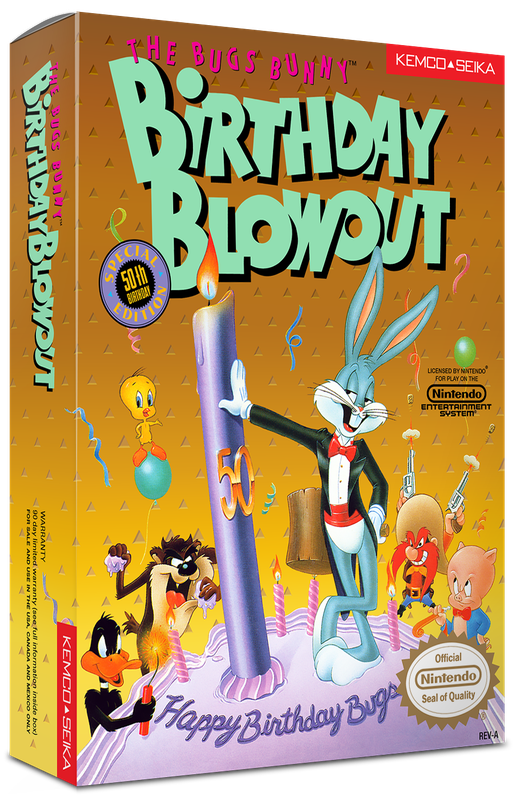 THE BUGS BUNNY™
BIRTHDAY
BLOWOUT
KEMCO▲SEIKA
SPECIAL
50th
BIRTHDAY
EDITION
LICENSED BY NINTENDO®
FOR PLAY ON THE
Nintendo
ENTERTAINMENT
SYSTEM®
50
Happy Birthday Bugs
Official
Nintendo
Seal of Quality
REV-A
THE BUGS BUNNY™
BIRTHDAY BLOWOUT
WARRANTY
90 day limited warranty (see full information inside box)
FOR SALE AND USE IN THE USA, CANADA AND MEXICO ONLY
KEMCO▲SEIKA